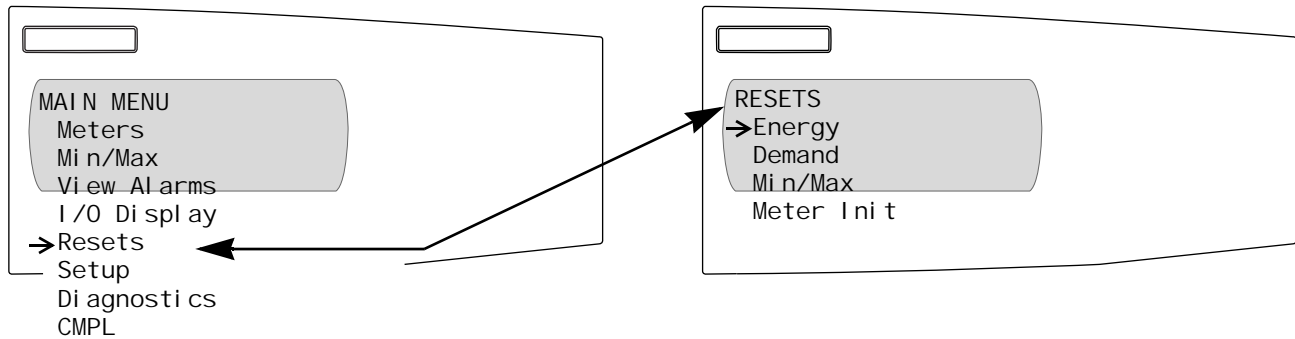 MAIN MENU
Meters
Min/Max
View Alarms
I/O Display
Resets
Setup
Diagnostics
CMPL
RESETS
Energy
Demand
Min/Max
Meter Init